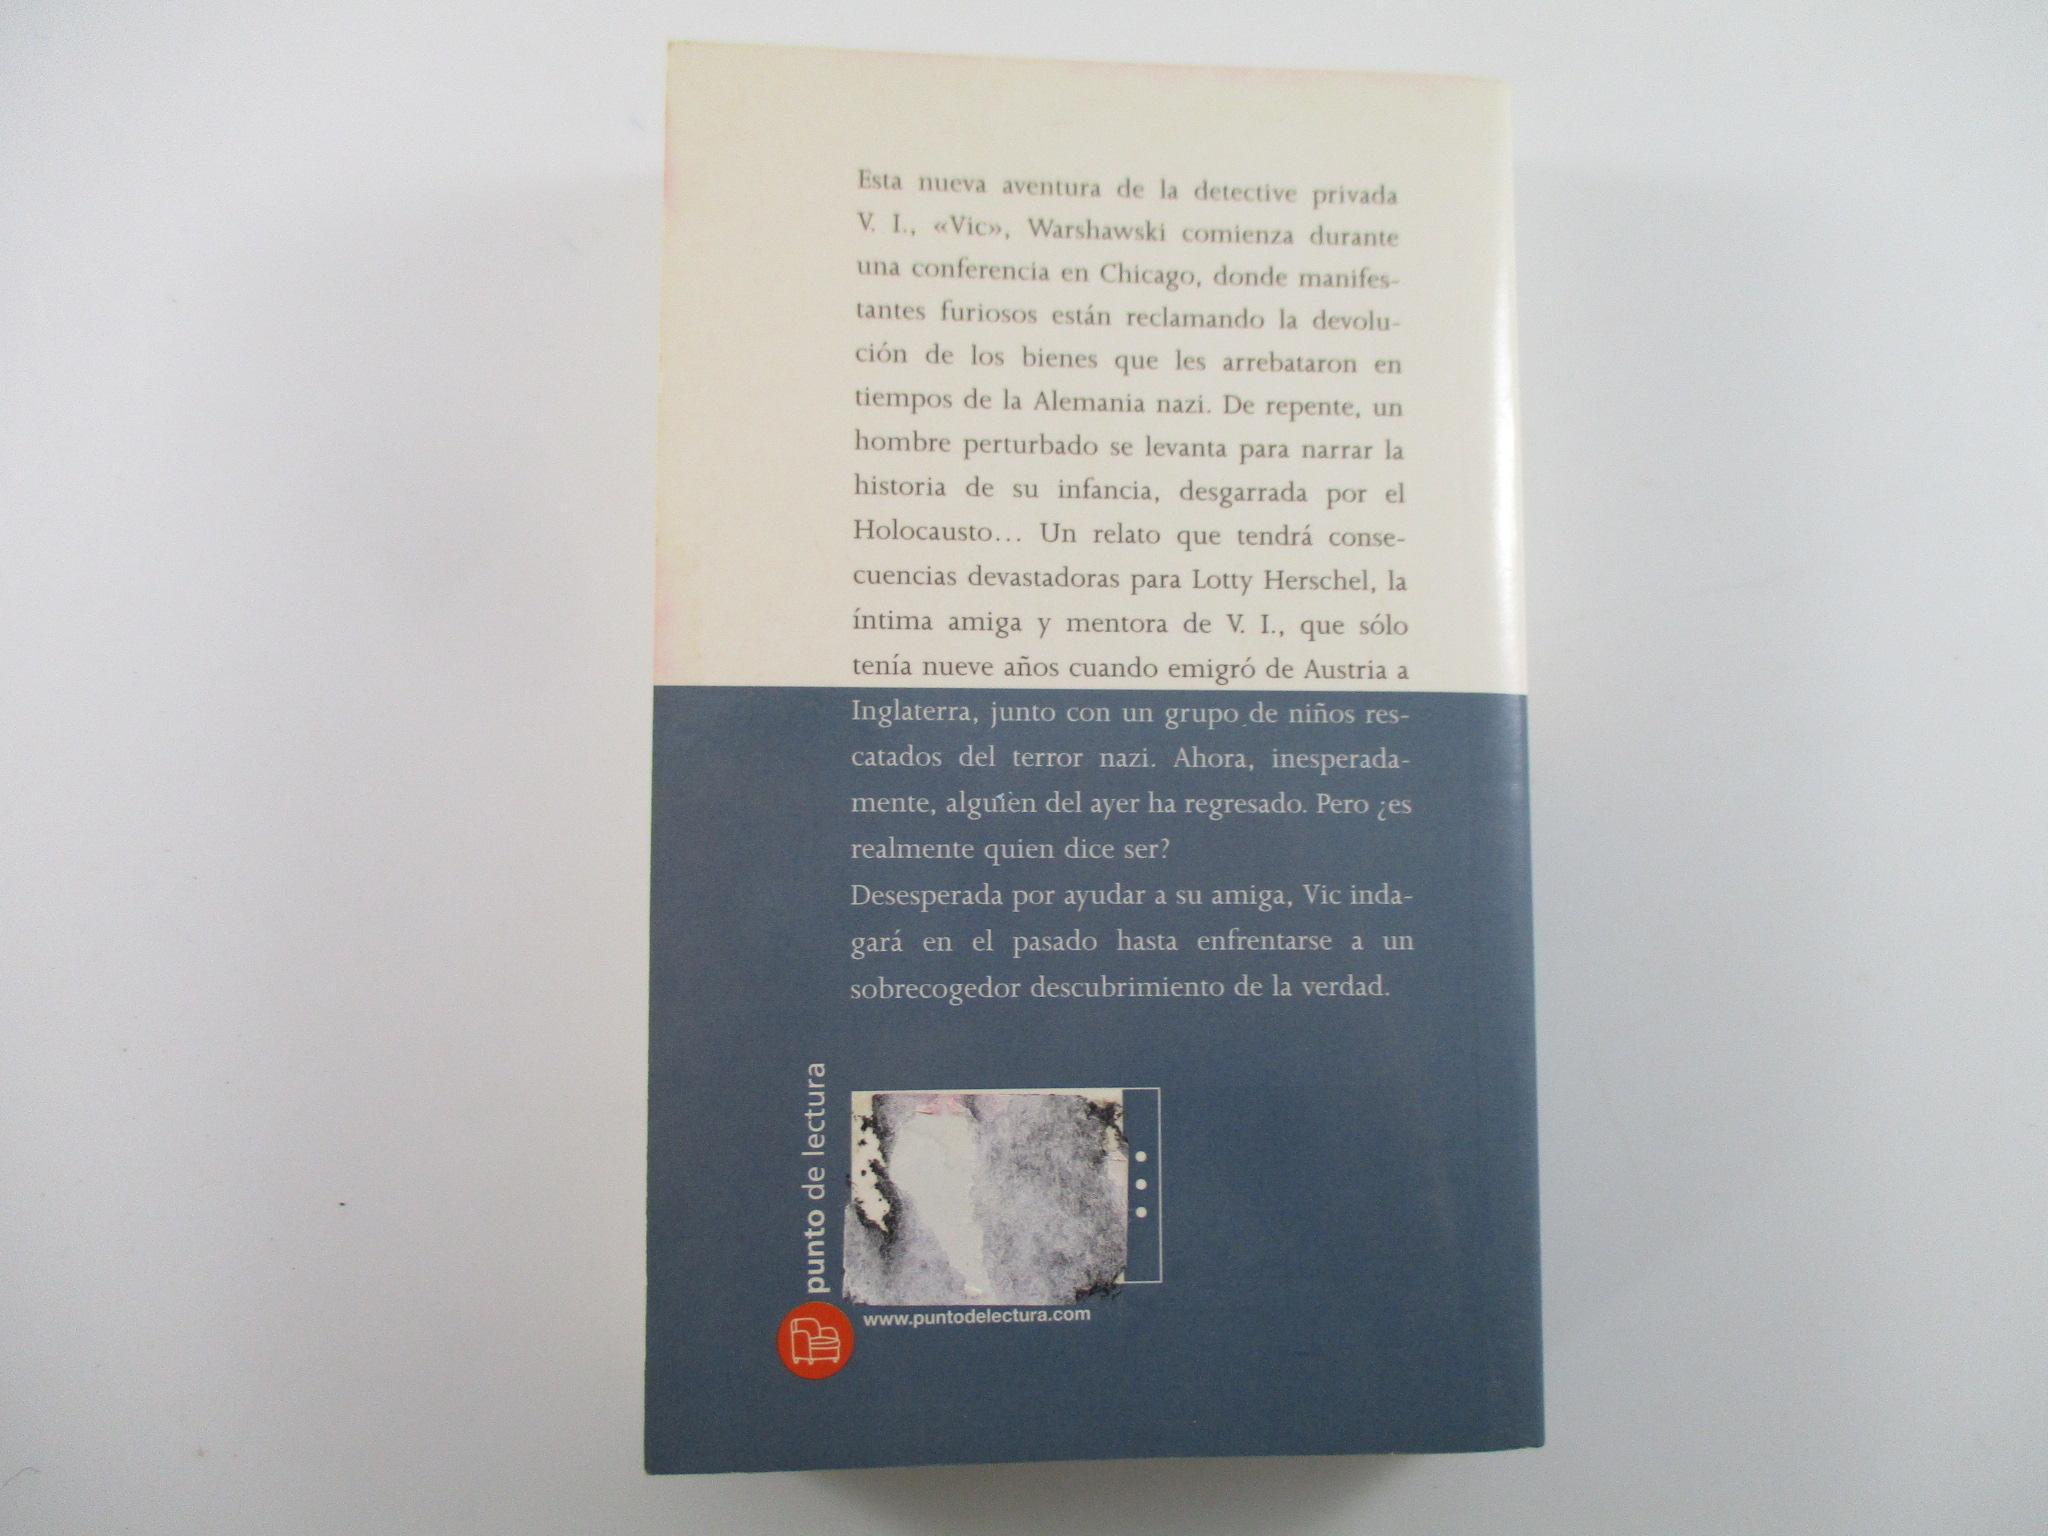 Esta nueva aventura de la detective privada
V. I., «Vic», Warshawski comienza durante
una conferencia en Chicago, donde manifes-
tantes furiosos están reclamando la devolu-
ción de los bienes que les arrebataron en
tiempos de la Alemania nazi. De repente, un
hombre perturbado se levanta para narrar la
historia de su infancia, desgarrada por el
Holocausto… Un relato que tendrá conse-
cuencias devastadoras para Lotty Herschel, la
íntima amiga y mentora de V. I., que sólo
tenía nueve años cuando emigró de Austria a
Inglaterra, junto con un grupo de niños res-
catados del terror nazi. Ahora, inesperada-
mente, alguien del ayer ha regresado. Pero ¿es
realmente quien dice ser?
Desesperada por ayudar a su amiga, Vic inda-
gará en el pasado hasta enfrentarse a un
sobrecogedor descubrimiento de la verdad.
punto de lectura
www.puntodelectura.com